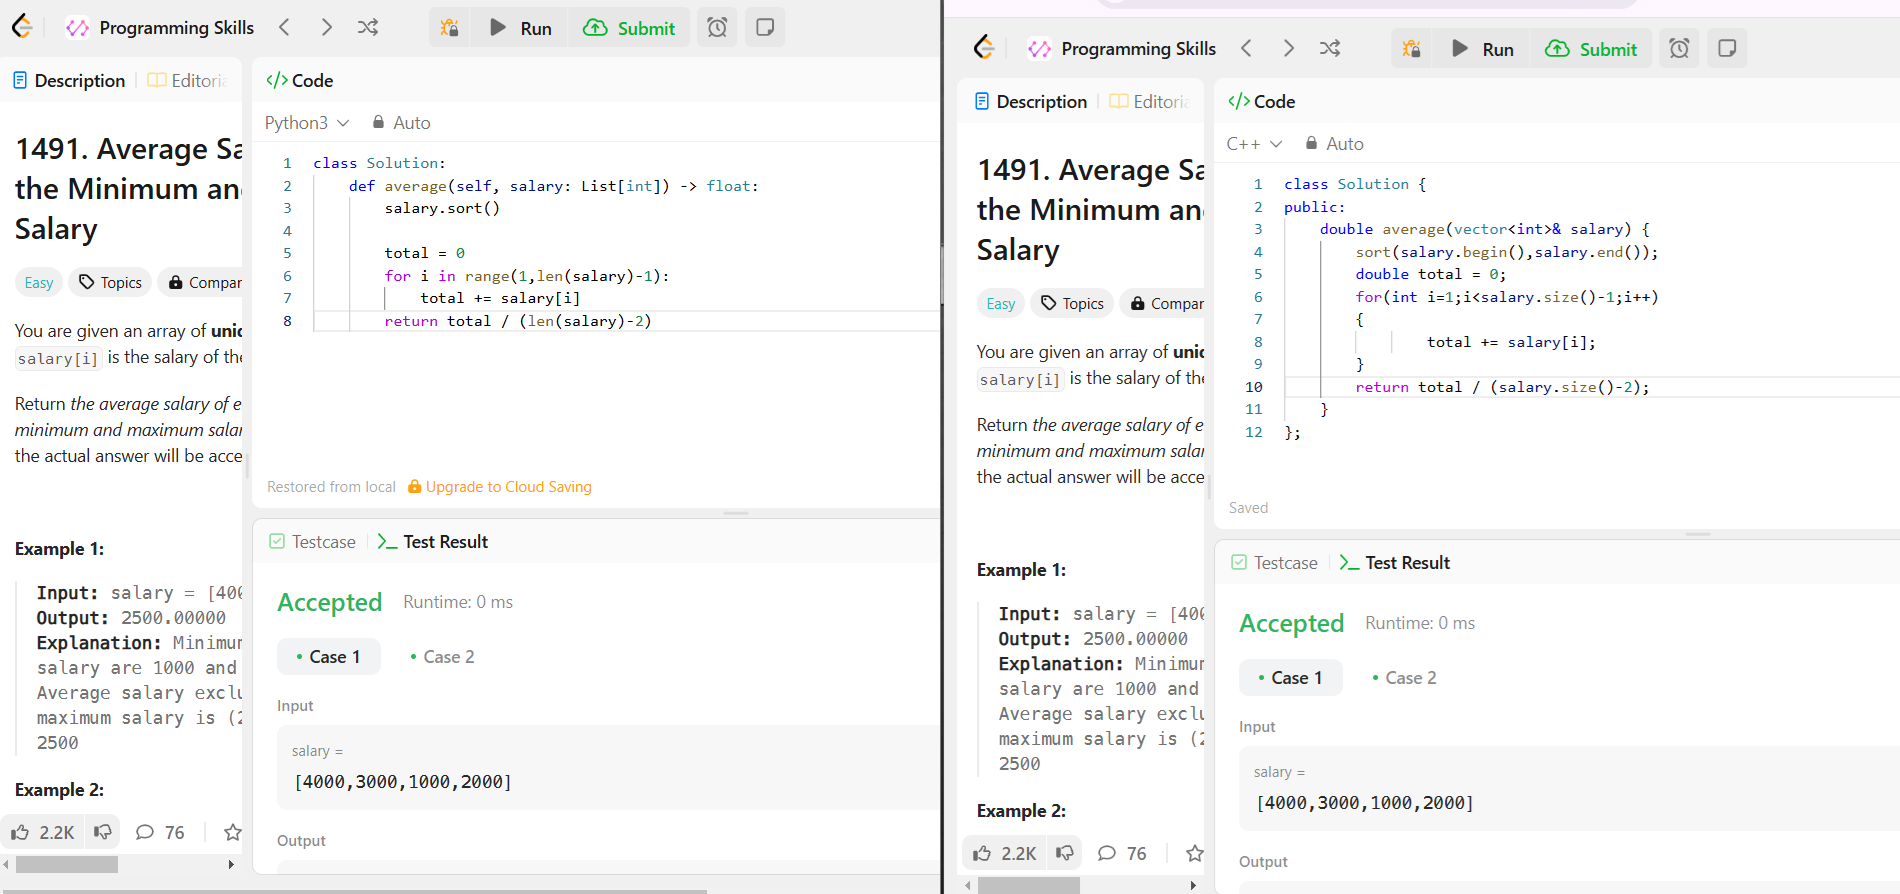 Programming Skills
Run
Submit
Description
Editoria
</> Code
Python3
Auto
1491. Average Sa
the Minimum an
Salary
Easy
Topics
Compar
You are given an array of uniq
salary[i] is the salary of the
Return the average salary of e
minimum and maximum salar
the actual answer will be acce
Example 1:
Input: salary = [400
Output: 2500.00000
Explanation: Minimum
salary are 1000 and
Average salary exclu
maximum salary is (2
2500
Example 2:
2.2K
76
1 class Solution:
2 def average(self, salary: List[int]) -> float:
3 salary.sort()
4
5 total = 0
6 for i in range(1,len(salary)-1):
7 total += salary[i]
8 return total / (len(salary)-2)
Restored from local
Upgrade to Cloud Saving
Testcase
Test Result
Accepted
Runtime: 0 ms
Case 1
Case 2
Input
salary =
[4000,3000,1000,2000]
Output
Programming Skills
Run
Submit
Description
Editoria
</> Code
C++
Auto
1491. Average Sa
the Minimum an
Salary
Easy
Topics
Compar
You are given an array of uniq
salary[i] is the salary of the
Return the average salary of e
minimum and maximum salar
the actual answer will be acce
Example 1:
Input: salary = [400
Output: 2500.00000
Explanation: Minimum
salary are 1000 and
Average salary exclu
maximum salary is (2
2500
Example 2:
2.2K
76
1 class Solution {
2 public:
3 double average(vector<int>& salary) {
4 sort(salary.begin(),salary.end());
5 double total = 0;
6 for(int i=1;i<salary.size()-1;i++)
7 {
8 total += salary[i];
9 }
10 return total / (salary.size()-2);
11 }
12 };
Saved
Testcase
Test Result
Accepted
Runtime: 0 ms
Case 1
Case 2
Input
salary =
[4000,3000,1000,2000]
Output